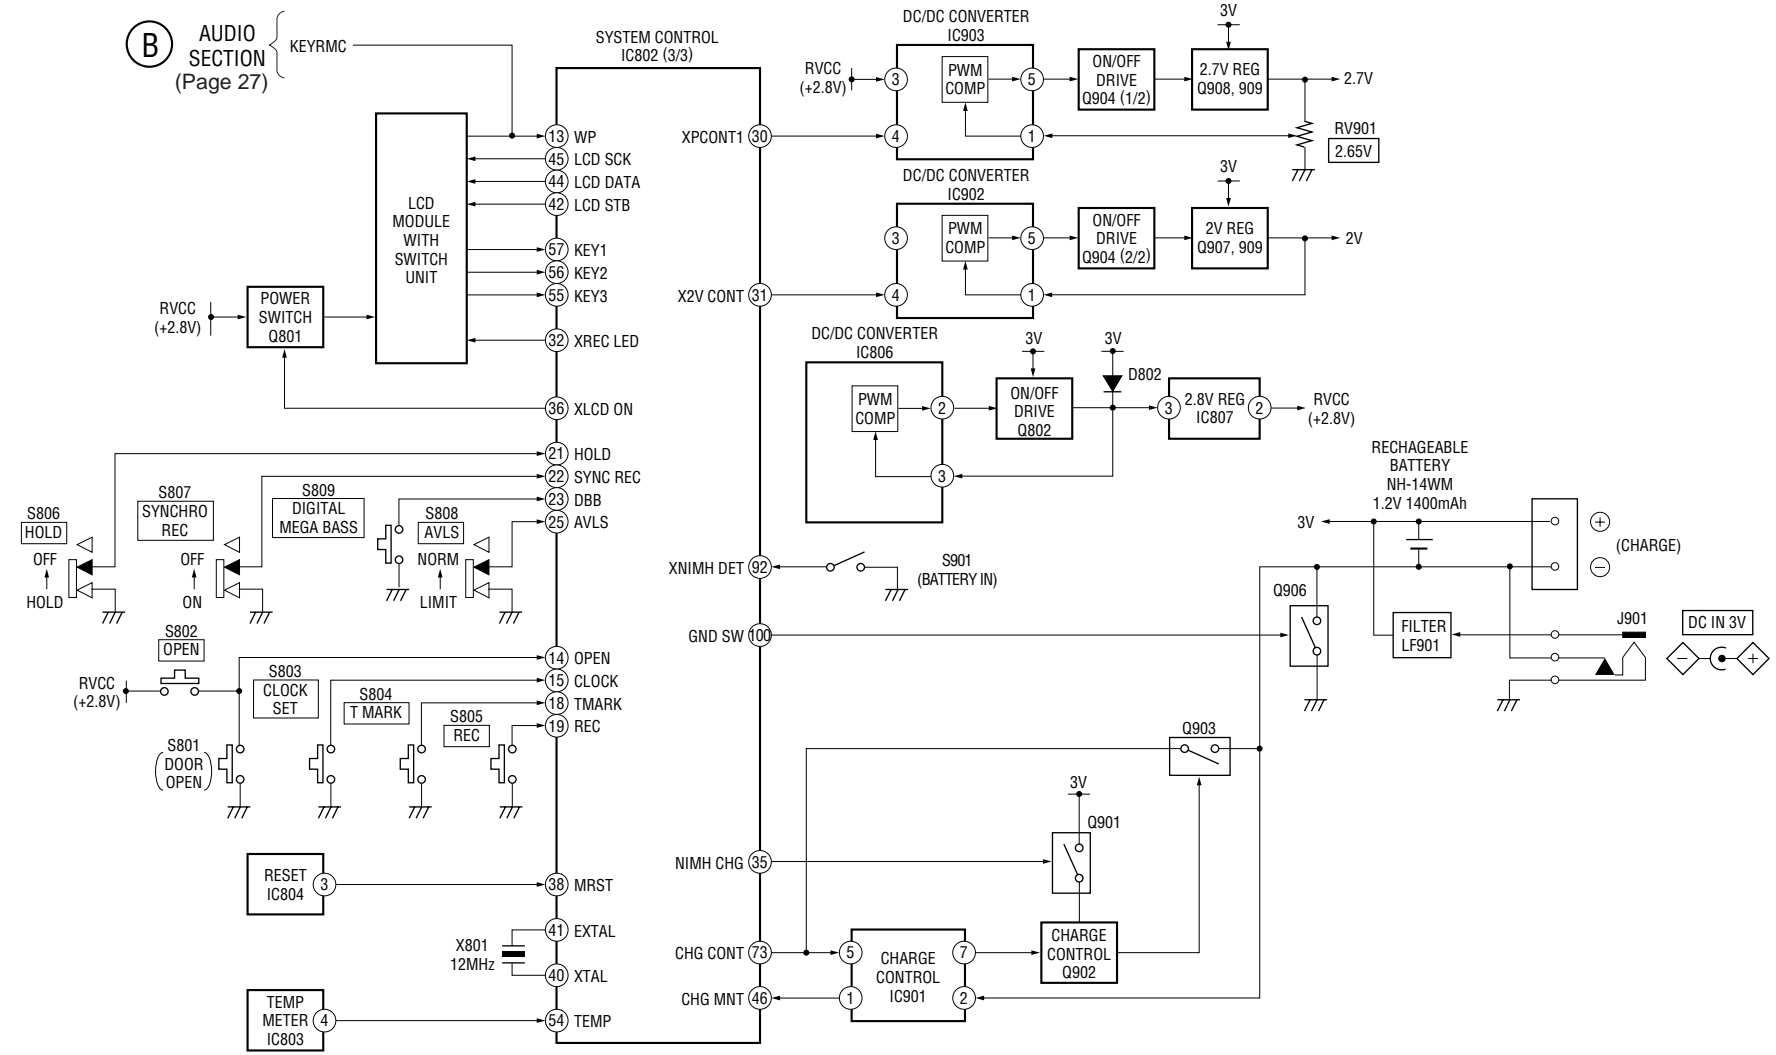 B
AUDIO
SECTION
(Page 27)
KEYRMC
SYSTEM CONTROL
IC802 (3/3)
LCD
MODULE
WITH
SWITCH
UNIT
RVCC
(+2.8V)
POWER
SWITCH
Q801
13 WP
45 LCD SCK
44 LCD DATA
42 LCD STB
57 KEY1
56 KEY2
55 KEY3
32 XREC LED
36 XLCD ON
21 HOLD
22 SYNC REC
23 DBB
25 AVLS
S806
HOLD
OFF
HOLD
S807
SYNCHRO
REC
OFF
ON
S809
DIGITAL
MEGA BASS
S808
AVLS
NORM
LIMIT
S802
OPEN
RVCC
(+2.8V)
S801
(DOOR
OPEN)
S803
CLOCK
SET
S804
T MARK
S805
REC
14 OPEN
15 CLOCK
18 TMARK
19 REC
RESET
IC804
3
38 MRST
41 EXTAL
X801
12MHz
40 XTAL
TEMP
METER
IC803
4
54 TEMP
XPCONT1 30
X2V CONT 31
XNIMH DET 92
GND SW 100
NIMH CHG 35
CHG CONT 73
CHG MNT 46
DC/DC CONVERTER
IC903
RVCC
(+2.8V)
3
4
PWM
COMP
5
1
ON/OFF
DRIVE
Q904 (1/2)
3V
2.7V REG
Q908, 909
2.7V
RV901
2.65V
DC/DC CONVERTER
IC902
3
4
PWM
COMP
5
1
ON/OFF
DRIVE
Q904 (2/2)
3V
2V REG
Q907, 909
2V
DC/DC CONVERTER
IC806
PWM
COMP
2
3
3V
ON/OFF
DRIVE
Q802
3V
D802
3
2.8V REG
IC807
2
RVCC
(+2.8V)
S901
(BATTERY IN)
RECHAGEABLE
BATTERY
NH-14WM
1.2V 1400mAh
3V
+
(CHARGE)
−
Q906
FILTER
LF901
J901
DC IN 3V
−
+
Q903
3V
Q901
5
1
CHARGE
CONTROL
IC901
7
2
CHARGE
CONTROL
Q902